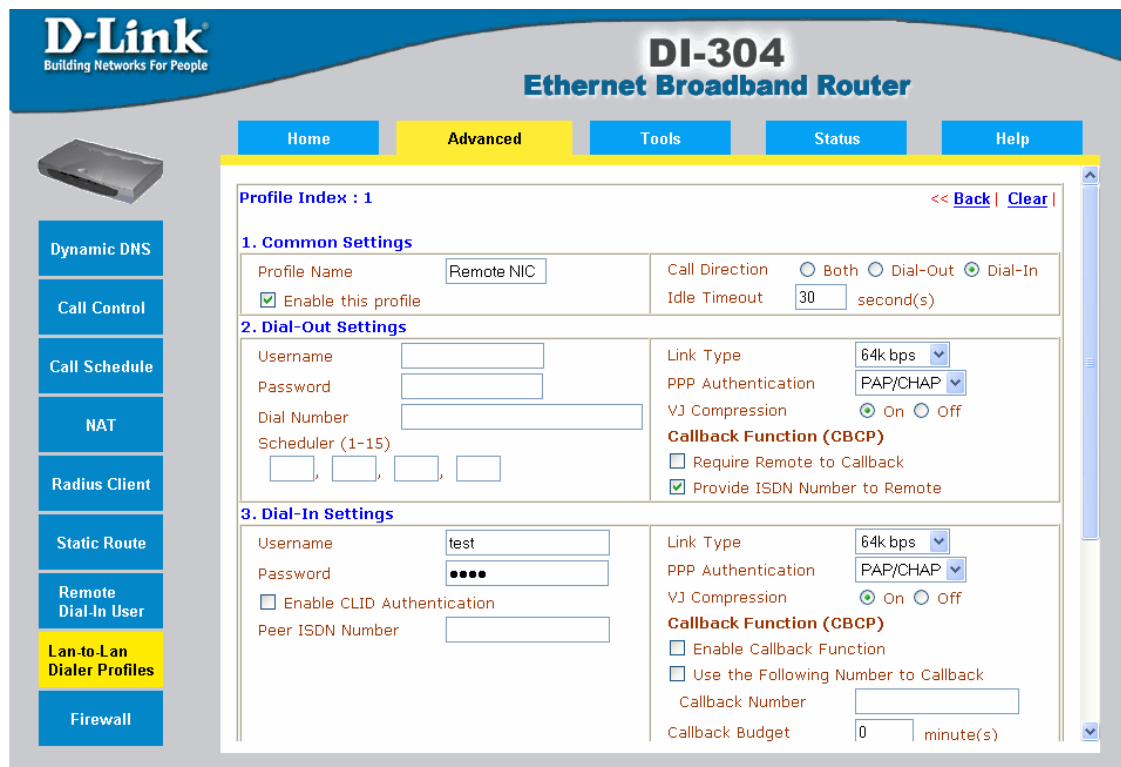 D-Link
Building Networks For People
DI-304
Ethernet Broadband Router
Home Advanced Tools Status Help
Dynamic DNS
Call Control
Call Schedule
NAT
Radius Client
Static Route
Remote
Dial-In User
Lan-to-Lan
Dialer Profiles
Firewall
Profile Index : 1 << Back | Clear |
1. Common Settings
Profile Name Remote NIC
Enable this profile
Call Direction Both Dial-Out Dial-In
Idle Timeout 30 second(s)
2. Dial-Out Settings
Username
Password
Dial Number
Scheduler (1-15)
, , ,
Link Type 64k bps
PPP Authentication PAP/CHAP
VJ Compression On Off
Callback Function (CBCP)
Require Remote to Callback
Provide ISDN Number to Remote
3. Dial-In Settings
Username test
Password ••••
Enable CLID Authentication
Peer ISDN Number
Link Type 64k bps
PPP Authentication PAP/CHAP
VJ Compression On Off
Callback Function (CBCP)
Enable Callback Function
Use the Following Number to Callback
Callback Number
Callback Budget 0 minute(s)